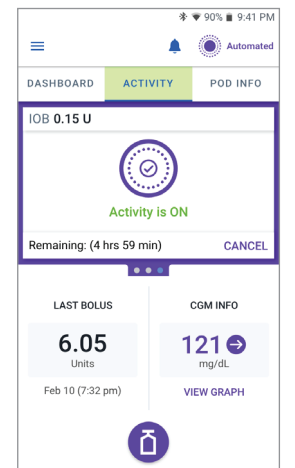 90% 9:41 PM
Automated
DASHBOARD ACTIVITY POD INFO
IOB 0.15 U
Activity is ON
Remaining: (4 hrs 59 min) CANCEL
LAST BOLUS CGM INFO
6.05 121
Units mg/dL
Feb 10 (7:32 pm) VIEW GRAPH